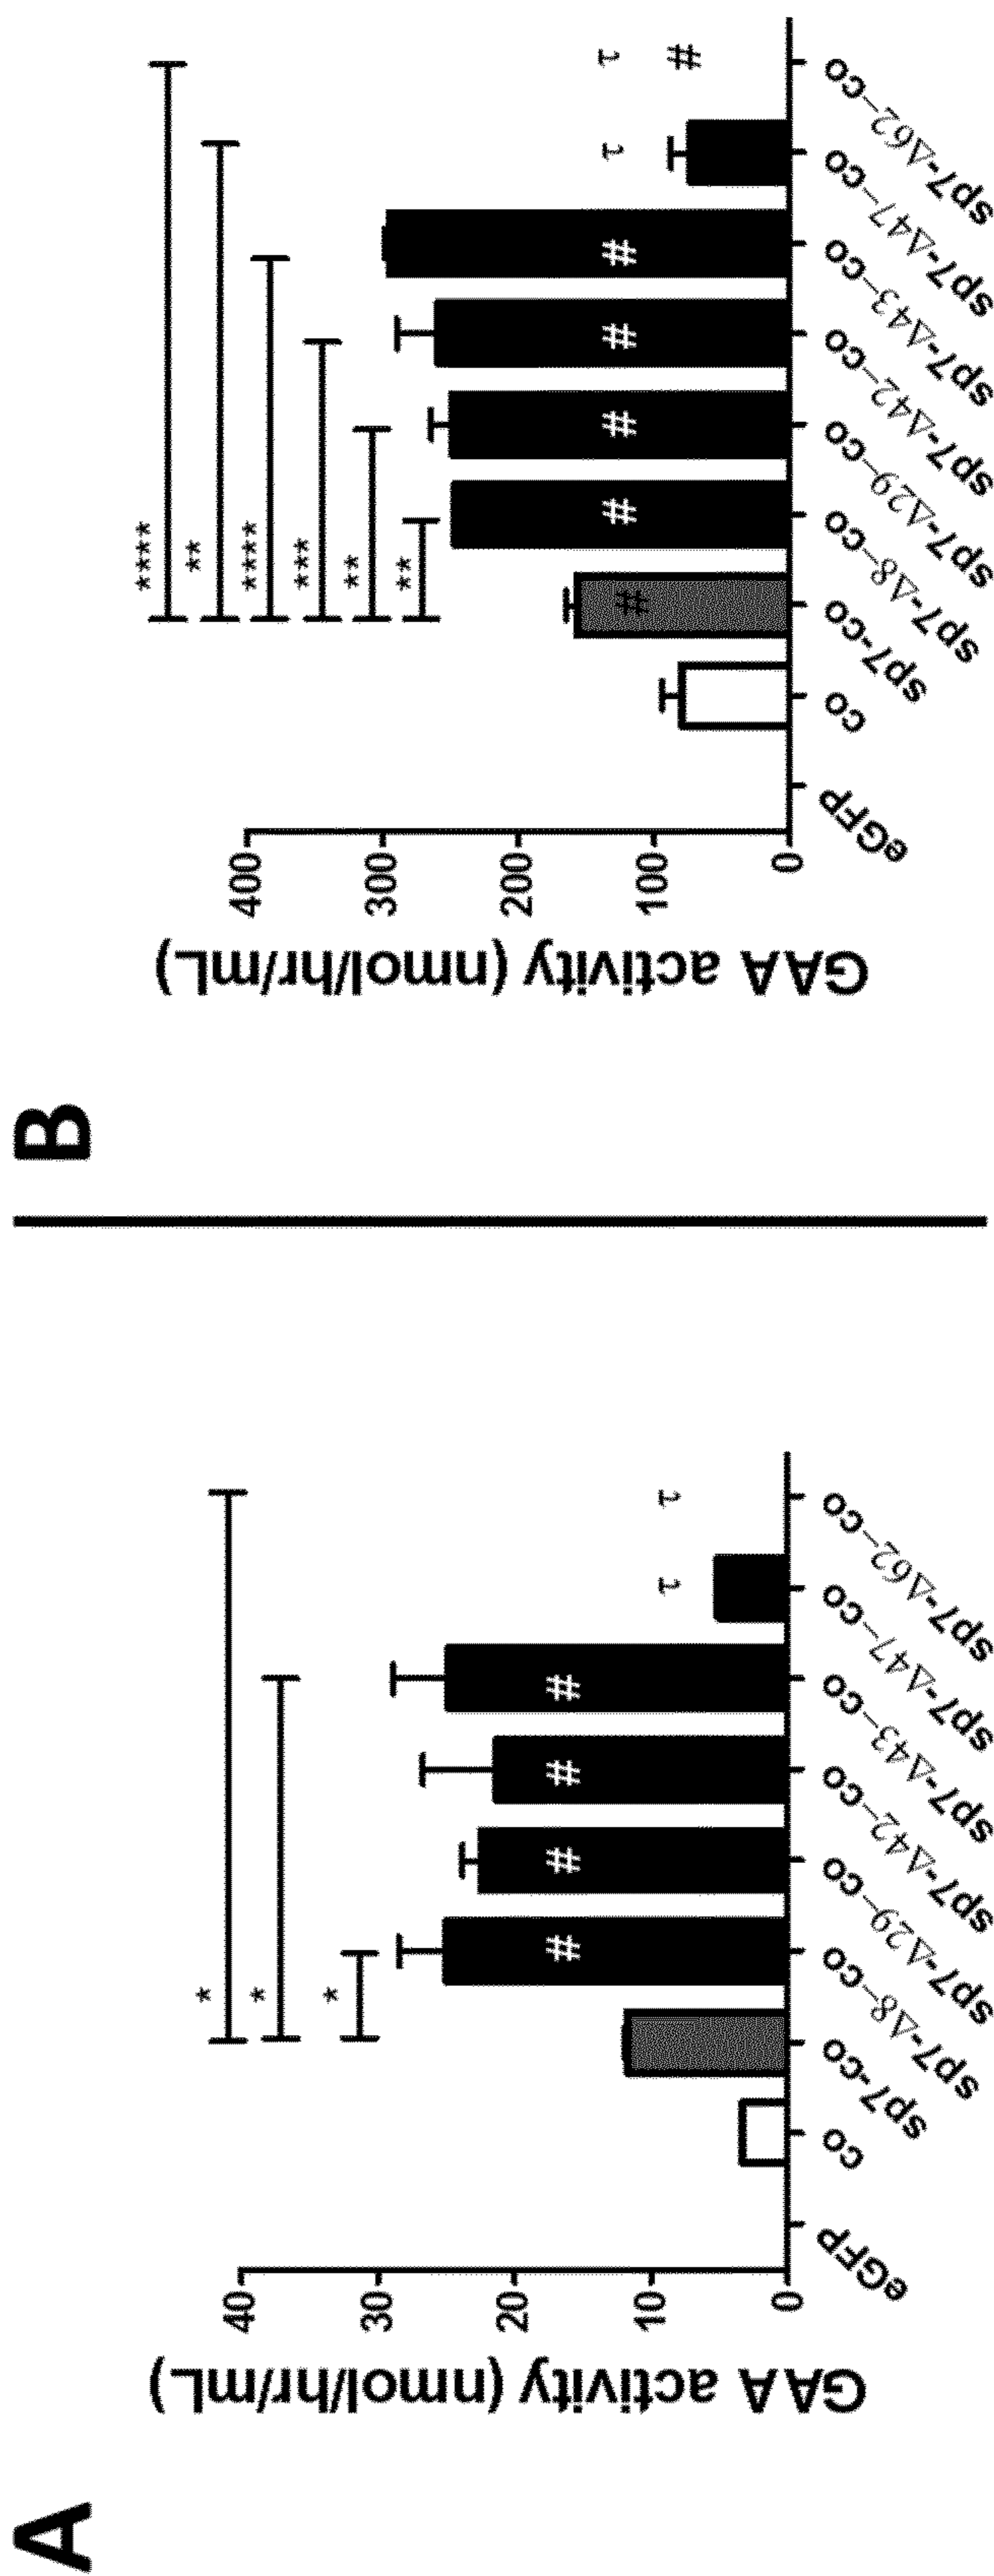 A
GAA activity (nmol/hr/mL)
40
30
20
10
0
*
*
*
#
#
#
#
τ
τ
eGFP
co
sp7-co
sp7-Δ8-co
sp7-Δ29-co
sp7-Δ42-co
sp7-Δ43-co
sp7-Δ47-co
sp7-Δ62-co
B
GAA activity (nmol/hr/mL)
400
300
200
100
0
****
**
****
***
**
**
#
#
#
#
#
τ
τ
#
eGFP
co
sp7-co
sp7-Δ8-co
sp7-Δ29-co
sp7-Δ42-co
sp7-Δ43-co
sp7-Δ47-co
sp7-Δ62-co